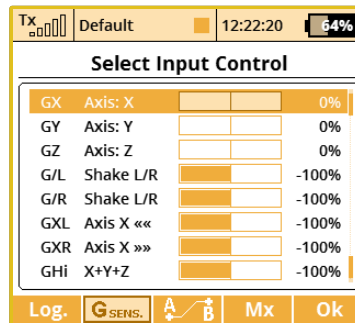 Tx Default 12:22:20 64%
Select Input Control
GX Axis: X 0%
GY Axis: Y 0%
GZ Axis: Z 0%
G/L Shake L/R -100%
G/R Shake L/R -100%
GXL Axis X «« -100%
GXR Axis X »» -100%
GHi X+Y+Z -100%
Log. G SENS. A B Mx Ok